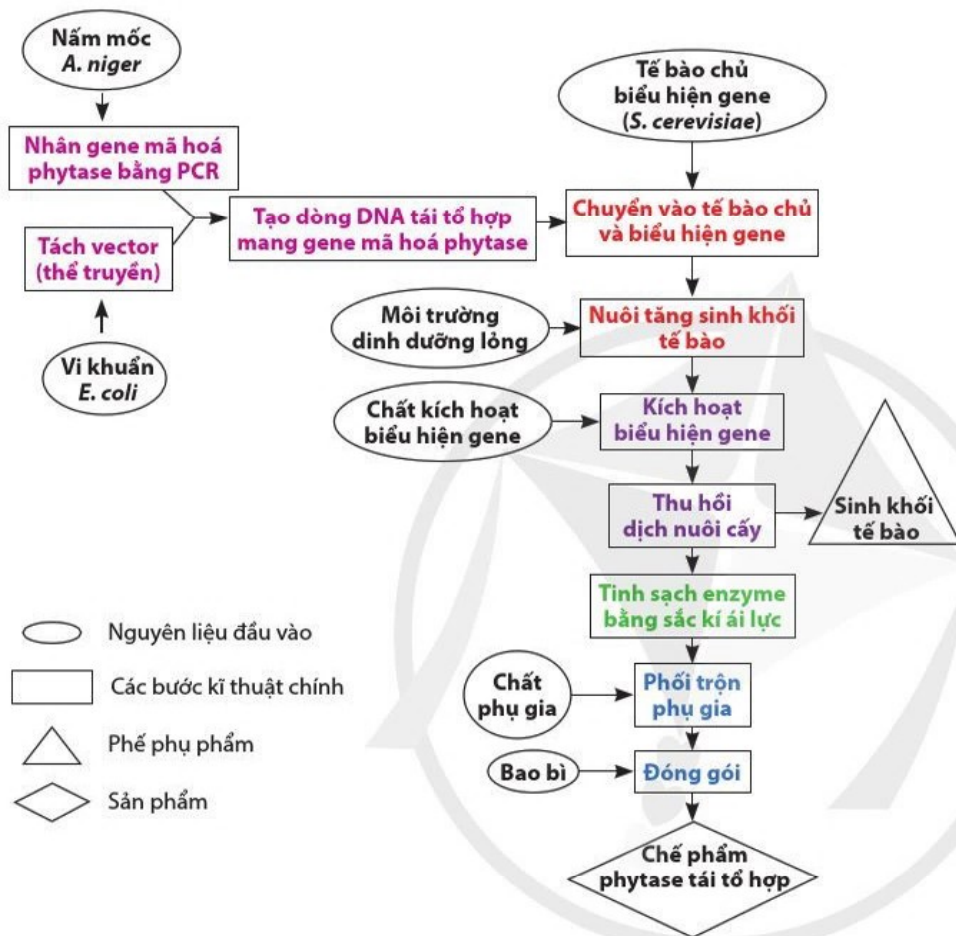 Nấm mốc
A. niger
Nhân gene mã hoá
phytase bằng PCR
Tách vector
(thể truyền)
Vi khuẩn
E. coli
Tạo dòng DNA tái tổ hợp
mang gene mã hoá phytase
Tế bào chủ
biểu hiện gene
(S. cerevisiae)
Chuyển vào tế bào chủ
và biểu hiện gene
Môi trường
dinh dưỡng lỏng
Nuôi tăng sinh khối
tế bào
Chất kích hoạt
biểu hiện gene
Kích hoạt
biểu hiện gene
Thu hồi
dịch nuôi cấy
Sinh khối
tế bào
Tinh sạch enzyme
bằng sắc kí ái lực
Chất
phụ gia
Phối trộn
phụ gia
Bao bì
Đóng gói
Chế phẩm
phytase tái tổ hợp
Nguyên liệu đầu vào
Các bước kĩ thuật chính
Phế phụ phẩm
Sản phẩm